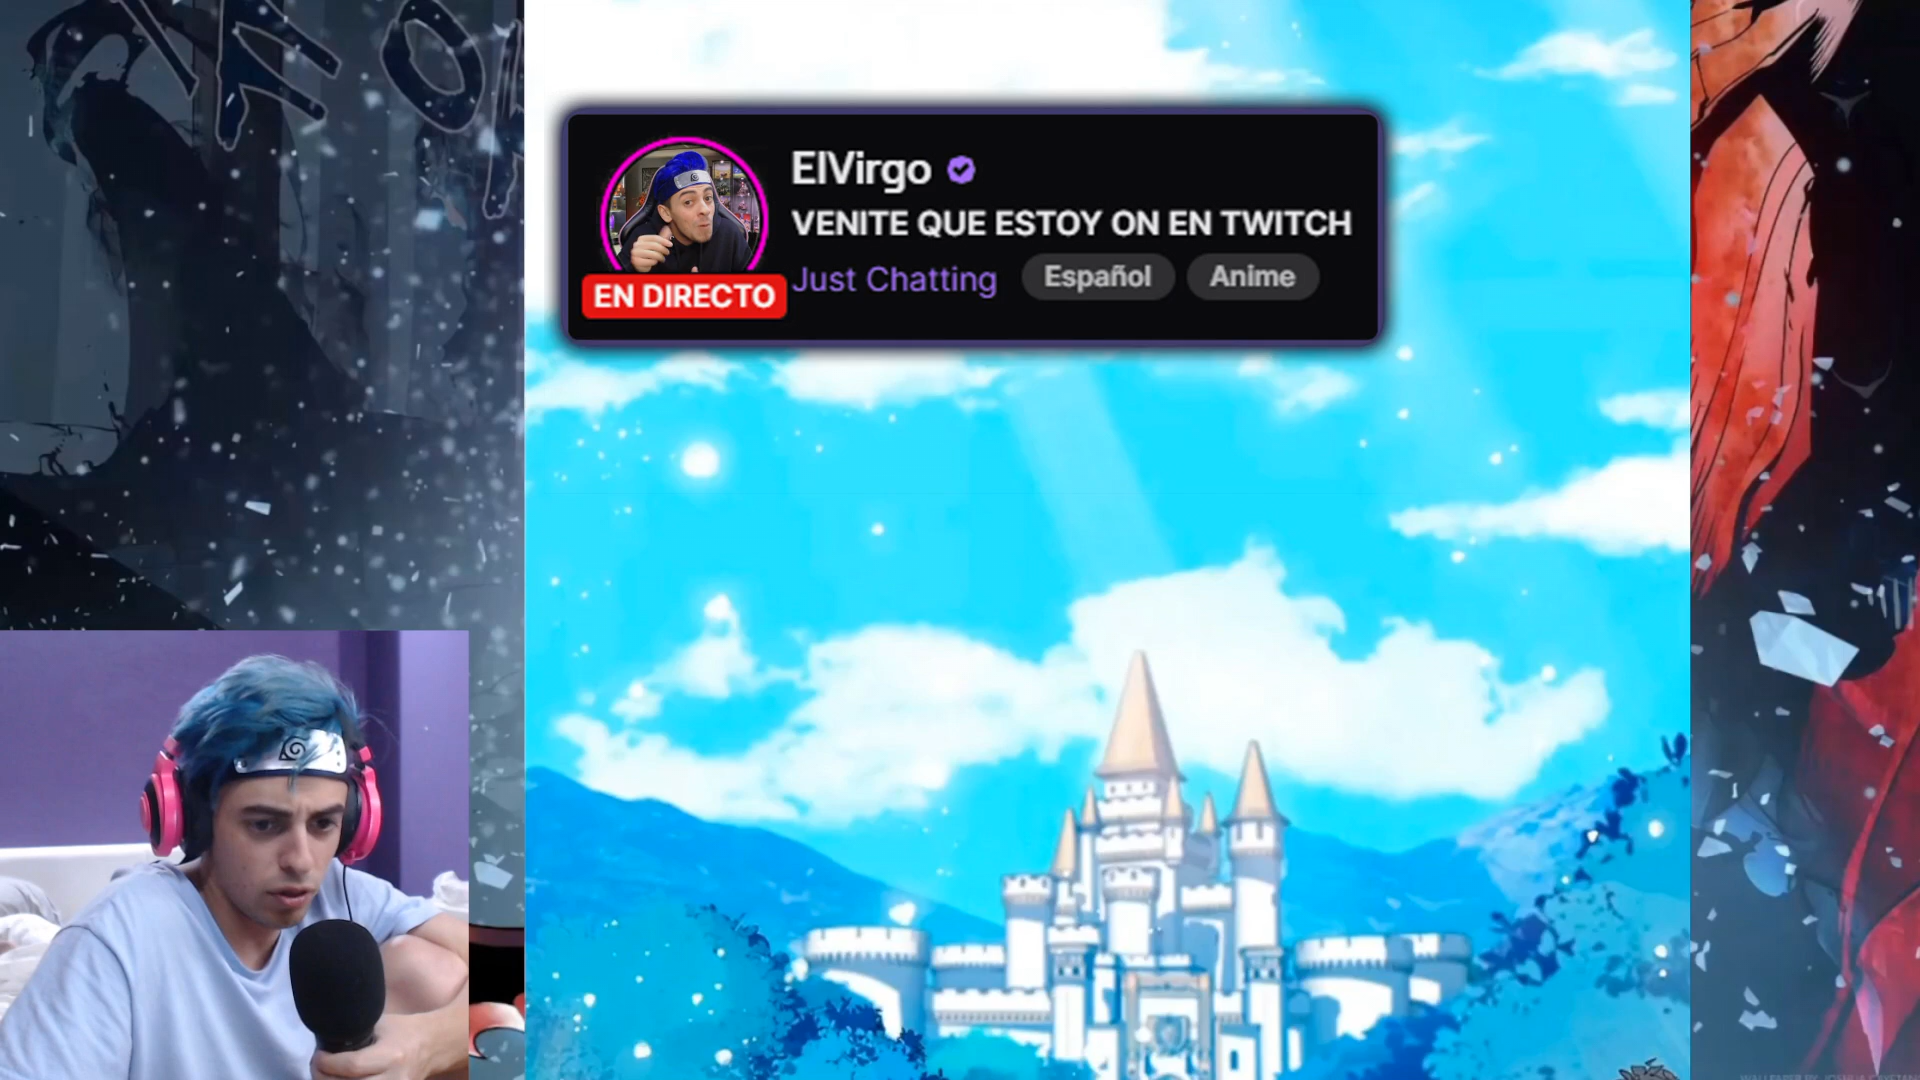 ElVirgo
VENITE QUE ESTOY ON EN TWITCH
Just Chatting Español Anime
EN DIRECTO